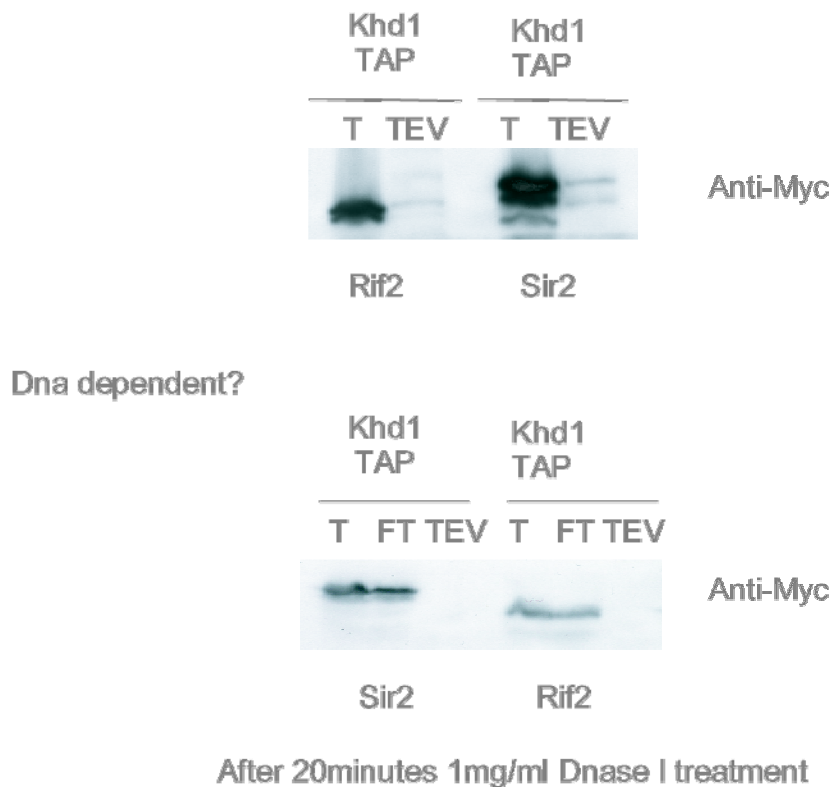 Khd1 Khd1
TAP TAP
T TEV T TEV
Anti-Myc
Rif2 Sir2
Dna dependent?
Khd1 Khd1
TAP TAP
T FT TEV T FT TEV
Anti-Myc
Sir2 Rif2
After 20minutes 1mg/ml Dnase I treatment